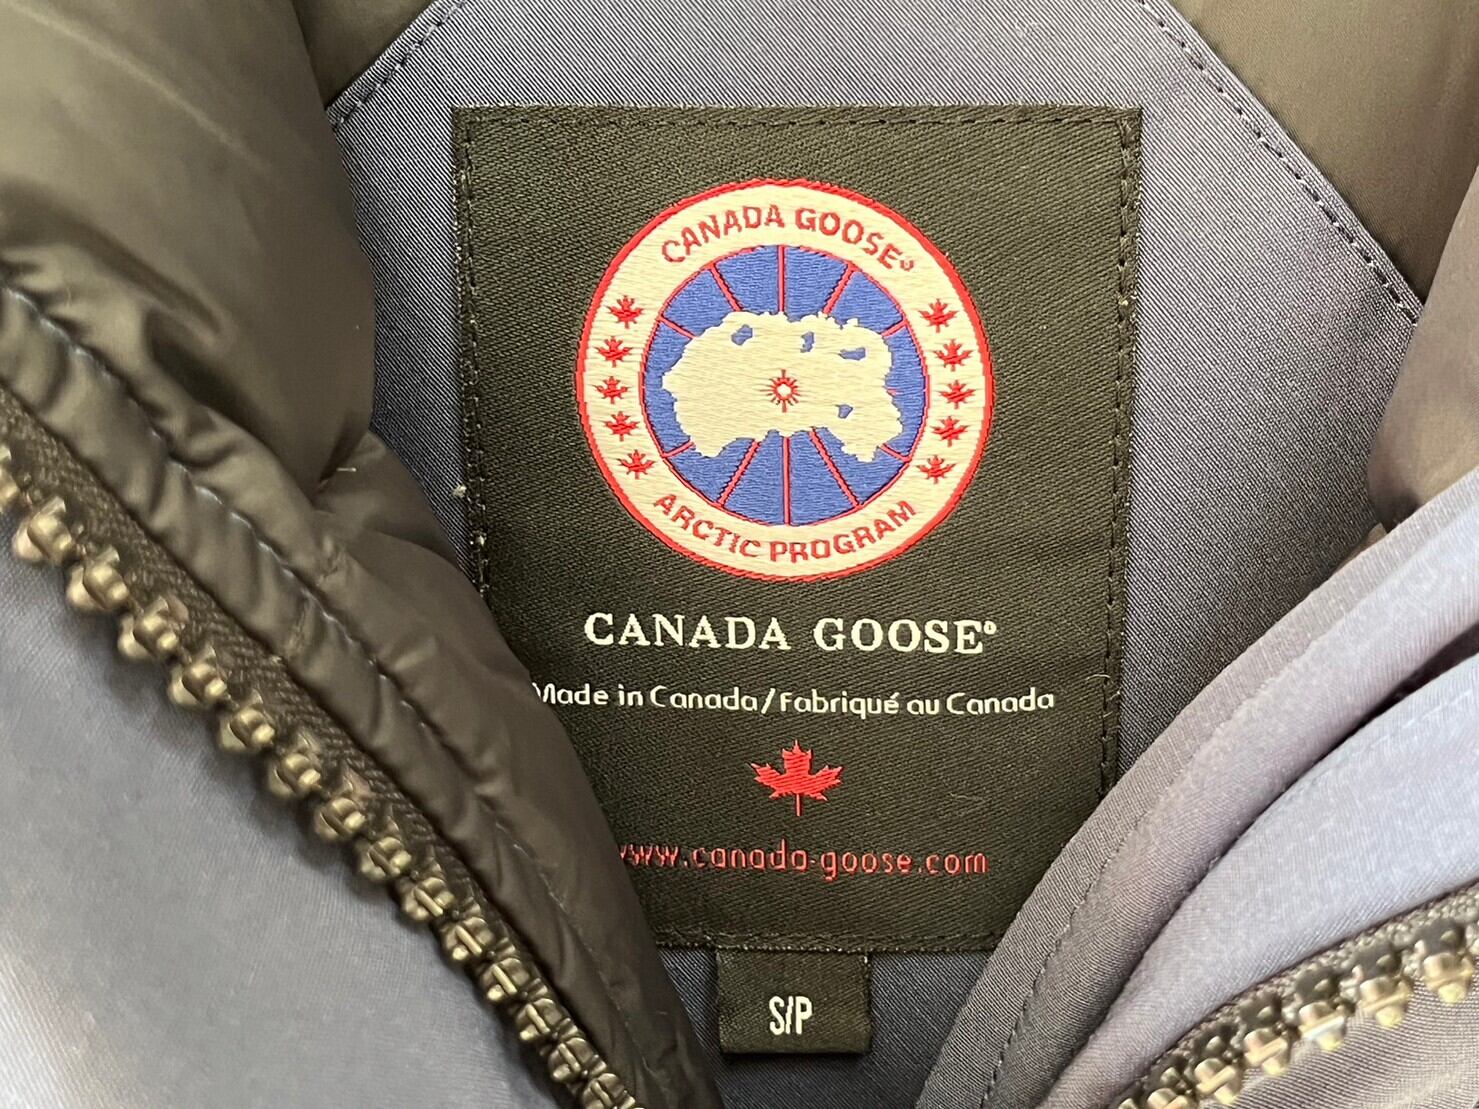 CANADA GOOSE
ARCTIC PROGRAM
CANADA GOOSE®
Made in Canada/Fabriqué au Canada
www.canada-goose.com
S/P